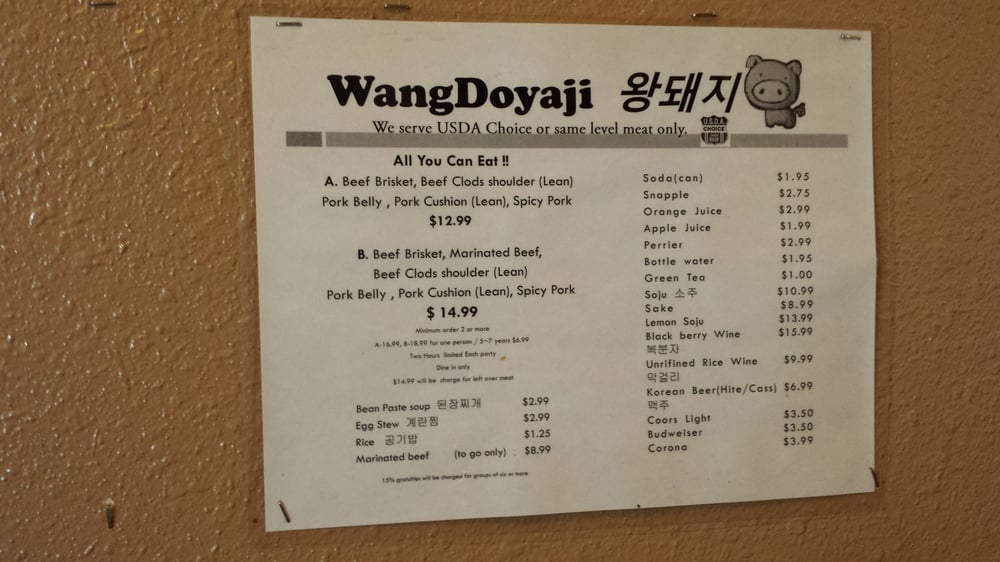 WangDoyaji 왕돼지
We serve USDA Choice or same level meat only.
USDA
CHOICE
All You Can Eat !!
A. Beef Brisket, Beef Clods shoulder (Lean)
Pork Belly , Pork Cushion (Lean), Spicy Pork
$12.99
B. Beef Brisket, Marinated Beef,
Beef Clods shoulder (Lean)
Pork Belly , Pork Cushion (Lean), Spicy Pork
$ 14.99
Minimum order 2 or more
A-16.99, B-18.99 for one person / 5~7 years $6.99
Two Hours limited Each party
Dine in only
$14.99 will be charge for left over meat
Bean Paste soup 된장찌개 $2.99
Egg Stew 계란찜 $2.99
Rice 공기밥 $1.25
Marinated beef (to go only) : $8.99
15% gratuities will be charged for groups of six or more
Soda(can) $1.95
Snapple $2.75
Orange Juice $2.99
Apple Juice $1.99
Perrier $2.99
Bottle water $1.95
Green Tea $1.00
Soju 소주 $10.99
Sake $8.99
Lemon Soju $13.99
Black berry Wine $15.99
복분자
Unrifined Rice Wine $9.99
막걸리
Korean Beer(Hite/Cass) $6.99
맥주
Coors Light $3.50
Budweiser $3.50
Corona $3.99